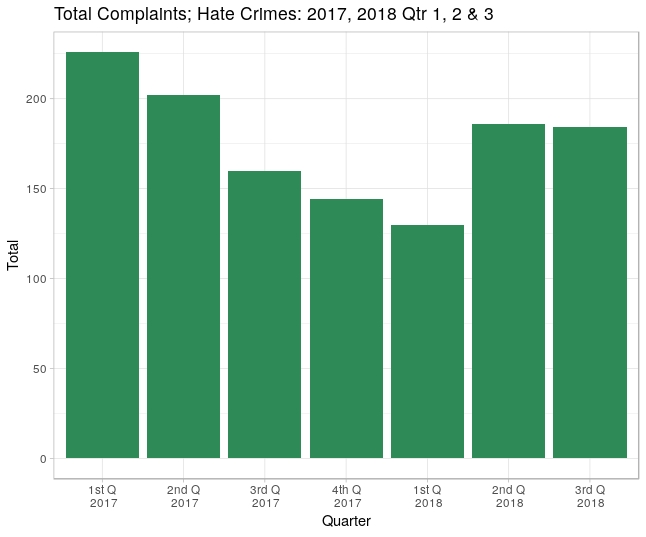 Total Complaints; Hate Crimes: 2017, 2018 Qtr 1, 2 & 3
200
150
100
50
0
Total
1st Q
2017
2nd Q
2017
3rd Q
2017
4th Q
2017
1st Q
2018
2nd Q
2018
3rd Q
2018
Quarter